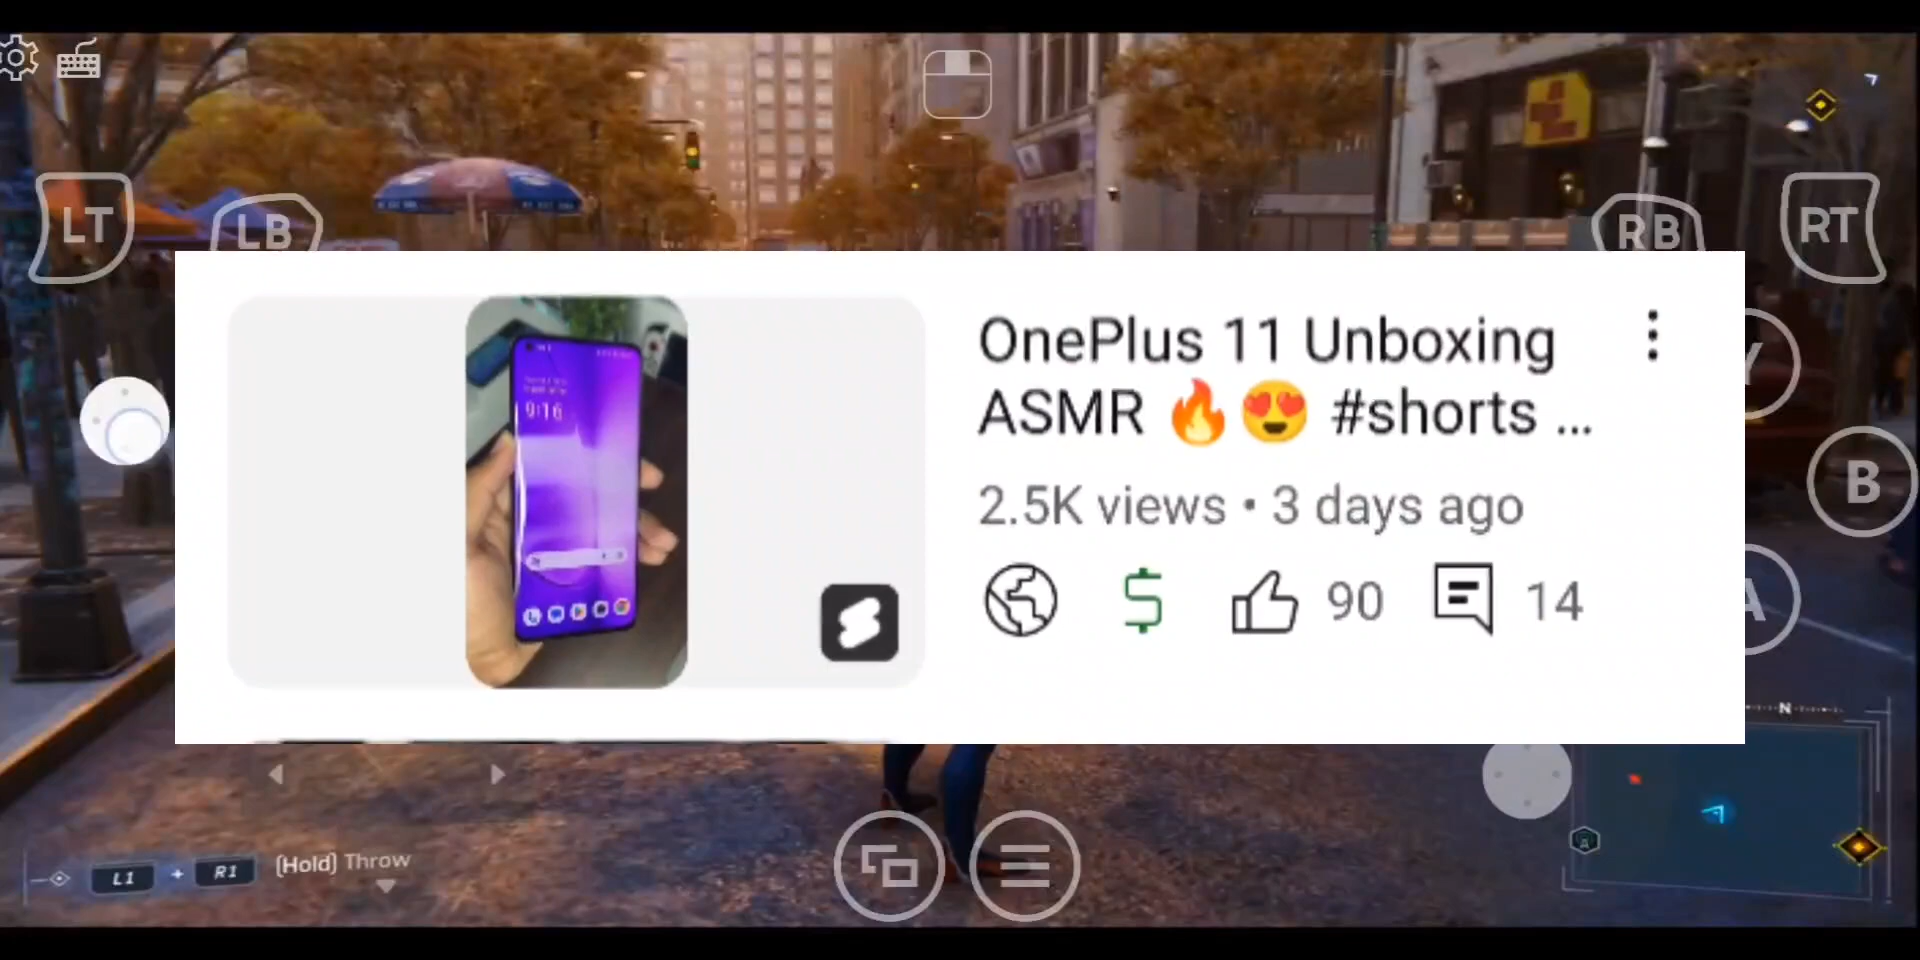 LT
LB
RB
RT
OnePlus 11 Unboxing
ASMR 🔥😍 #shorts ...
2.5K views • 3 days ago
$ 90 14
9:16
Y
B
A
N
L1 + R1 (Hold) Throw